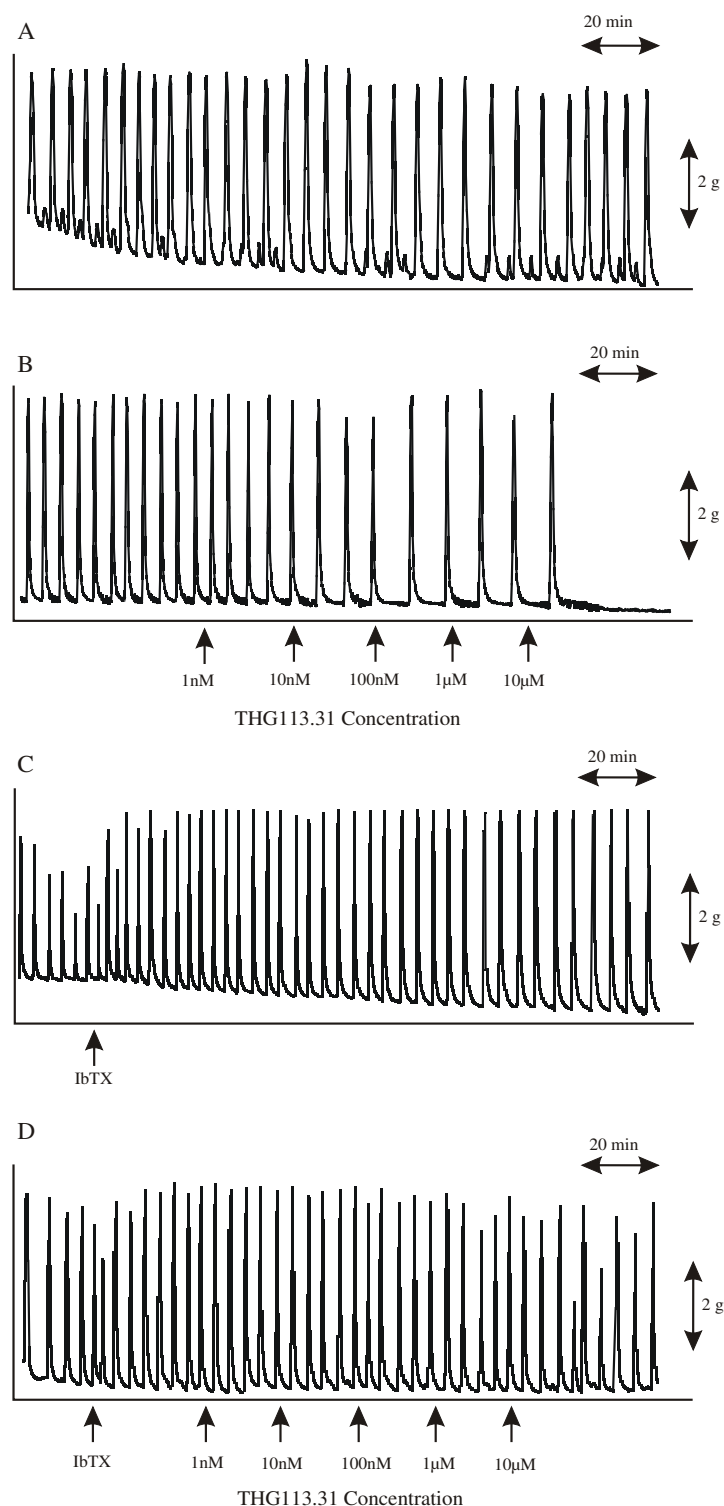 A
20 min
2 g
B
20 min
2 g
1nM 10nM 100nM 1μM 10μM
THG113.31 Concentration
C
20 min
2 g
IbTX
D
20 min
2 g
IbTX 1nM 10nM 100nM 1μM 10μM
THG113.31 Concentration